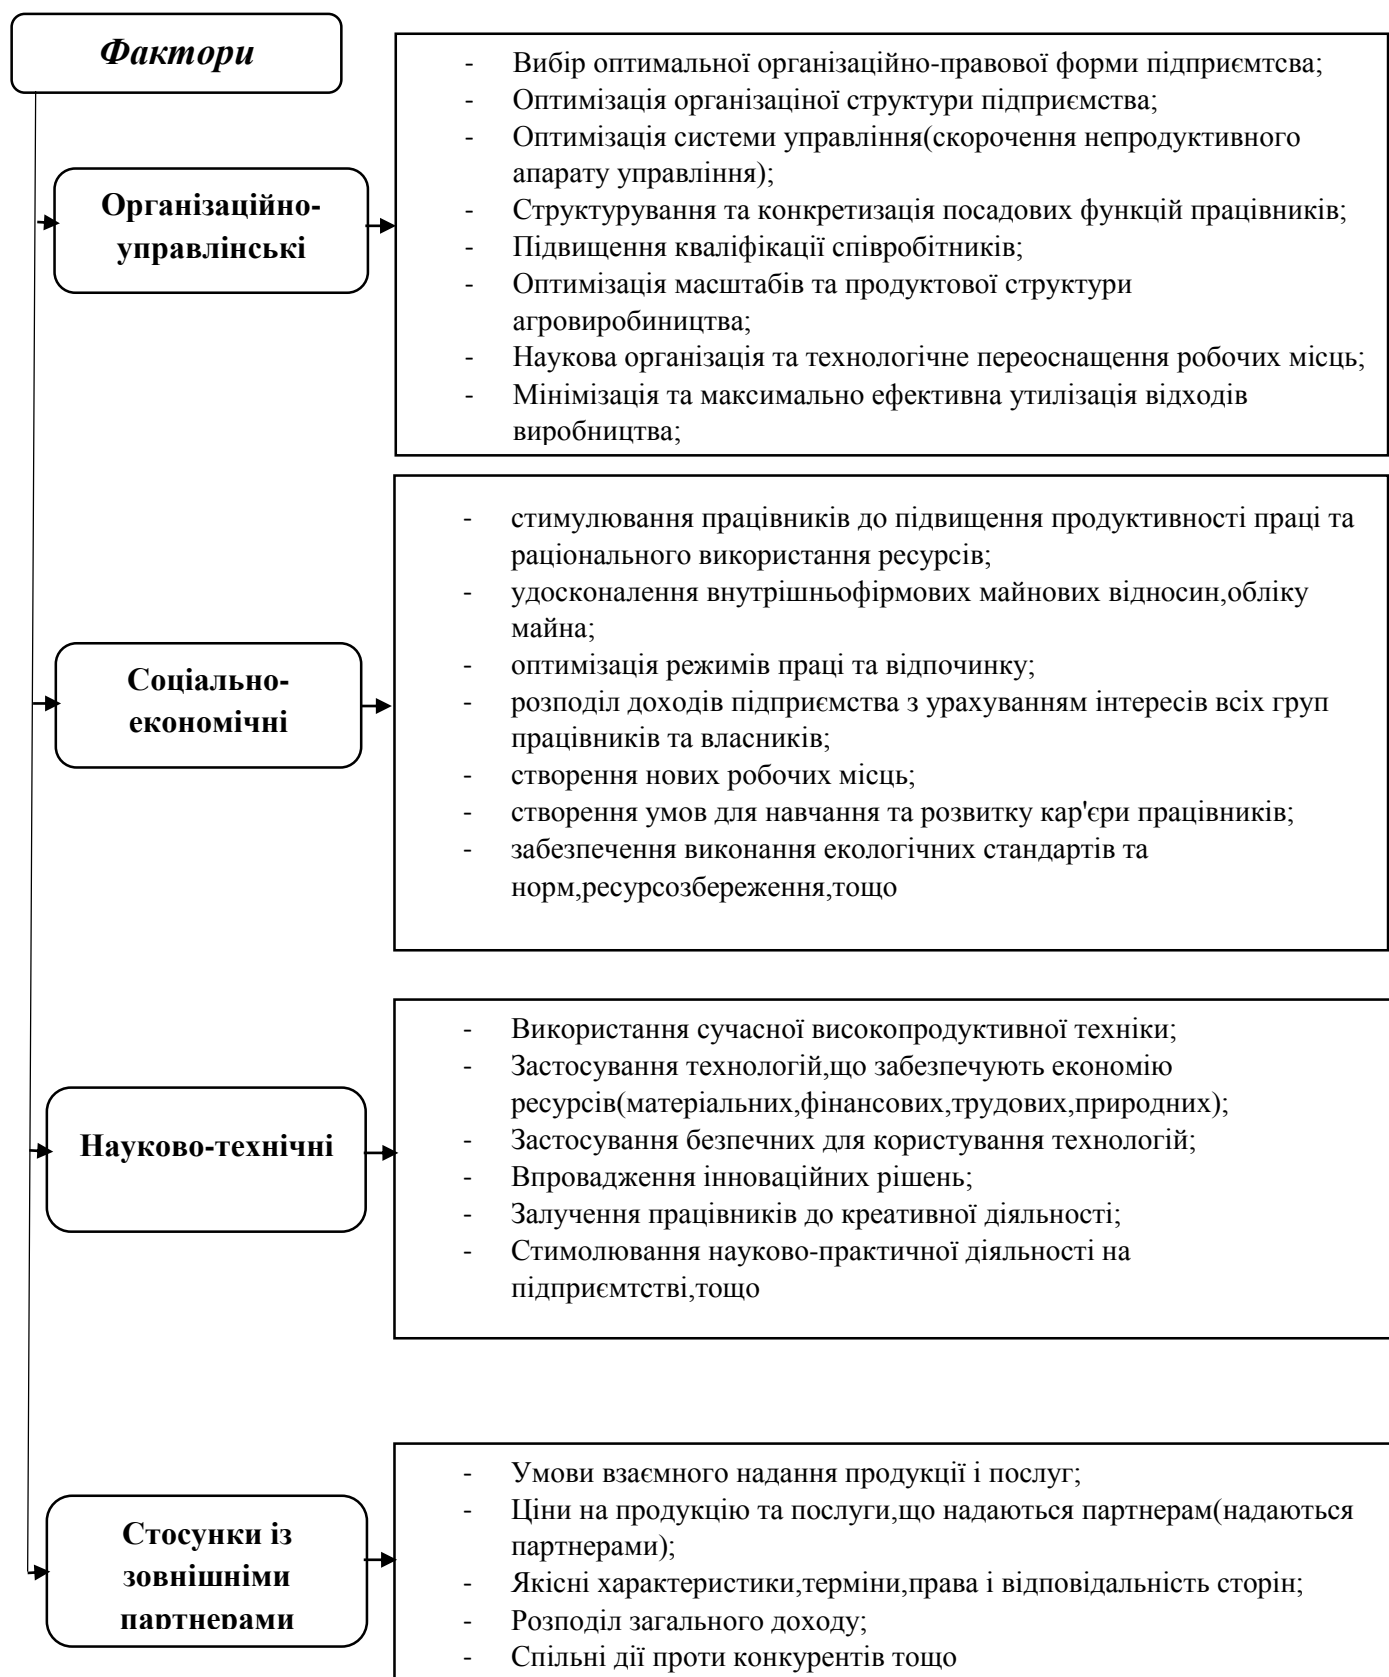 Фактори
Організаційно-
управлінські
- Вибір оптимальної організаційно-правової форми підприємтсва;
- Оптимізація організаціної структури підприємства;
- Оптимізація системи управління(скорочення непродуктивного
апарату управління);
- Структурування та конкретизація посадових функцій працівників;
- Підвищення кваліфікації співробітників;
- Оптимізація масштабів та продуктової структури
агровиробиництва;
- Наукова організація та технологічне переоснащення робочих місць;
- Мінімізація та максимально ефективна утилізація відходів
виробництва;
Соціально-
економічні
- стимулювання працівників до підвищення продуктивності праці та
раціонального використання ресурсів;
- удосконалення внутрішньофірмових майнових відносин,обліку
майна;
- оптимізація режимів праці та відпочинку;
- розподіл доходів підприємства з урахуванням інтересів всіх груп
працівників та власників;
- створення нових робочих місць;
- створення умов для навчання та розвитку кар'єри працівників;
- забезпечення виконання екологічних стандартів та
норм,ресурсозбереження,тощо
Науково-технічні
- Використання сучасної високопродуктивної техніки;
- Застосування технологій,що забезпечують економію
ресурсів(матеріальних,фінансових,трудових,природних);
- Застосування безпечних для користування технологій;
- Впровадження інноваційних рішень;
- Залучення працівників до креативної діяльності;
- Стимолювання науково-практичної діяльності на
підприємтстві,тощо
Стосунки із
зовнішніми
партнерами
- Умови взаємного надання продукції і послуг;
- Ціни на продукцію та послуги,що надаються партнерам(надаються
партнерами);
- Якісні характеристики,терміни,права і відповідальність сторін;
- Розподіл загального доходу;
- Спільні дії проти конкурентів тощо